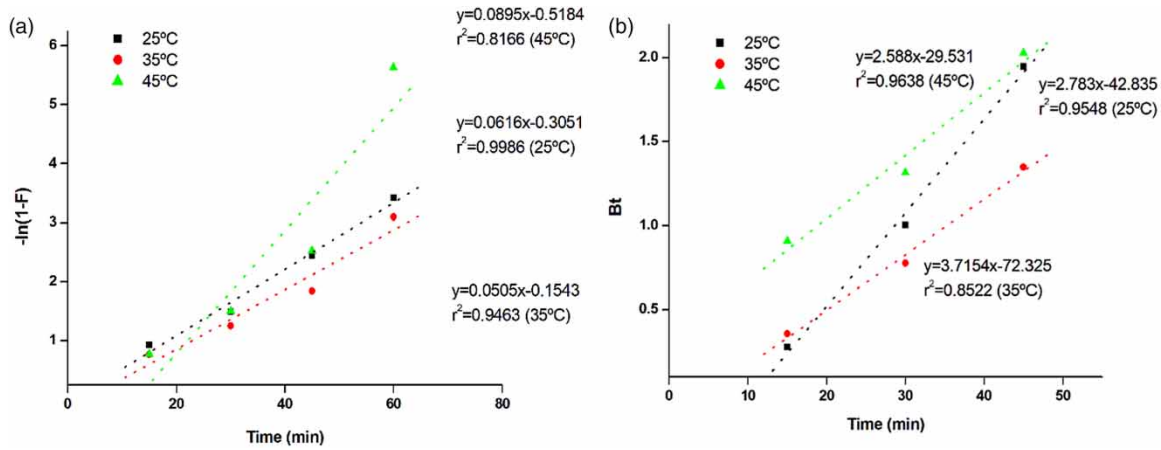 (a)
y=0.0895x-0.5184
r²=0.8166 (45ºC)
25ºC
35ºC
45ºC
y=0.0616x-0.3051
r²=0.9986 (25ºC)
y=0.0505x-0.1543
r²=0.9463 (35ºC)
-ln(1-F)
6
5
4
3
2
1
0
20
40
60
80
Time (min)
(b)
25ºC
35ºC
45ºC
y=2.588x-29.531
r²=0.9638 (45ºC)
y=2.783x-42.835
r²=0.9548 (25ºC)
y=3.7154x-72.325
r²=0.8522 (35ºC)
Bt
2.0
1.5
1.0
0.5
0
10
20
30
40
50
Time (min)